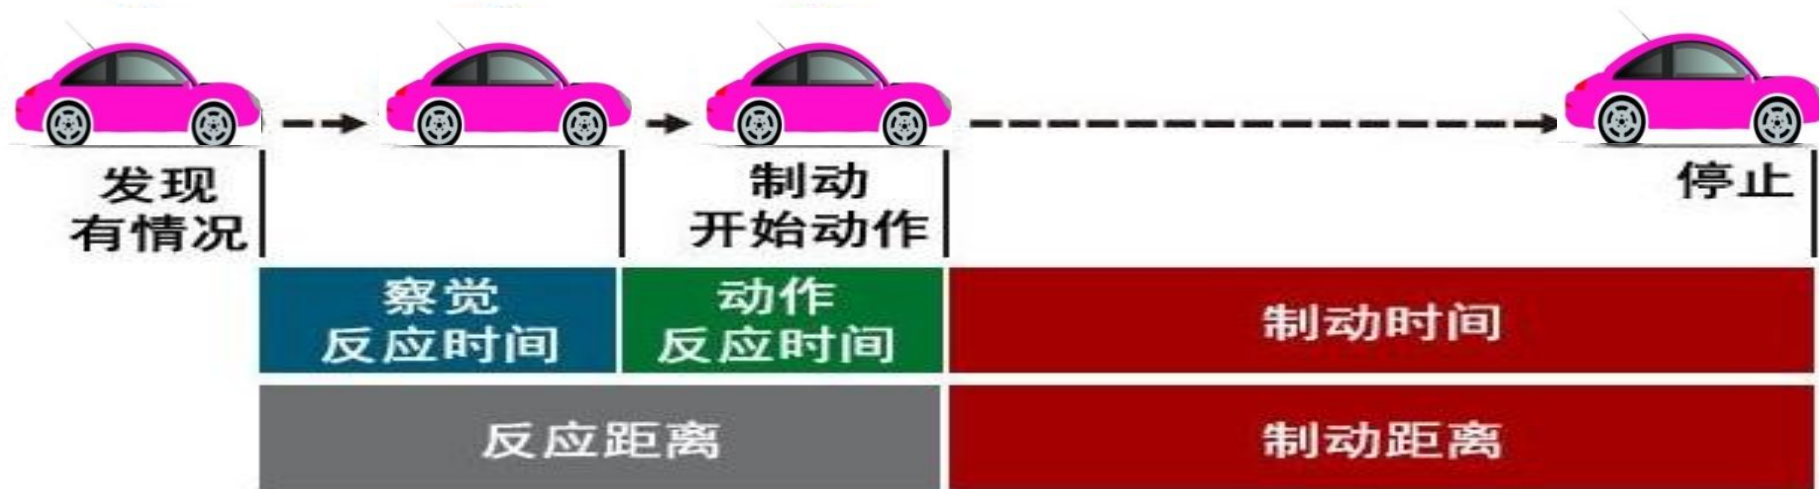 发现
有情况
制动
开始动作
停止
察觉
反应时间
动作
反应时间
制动时间
反应距离
制动距离